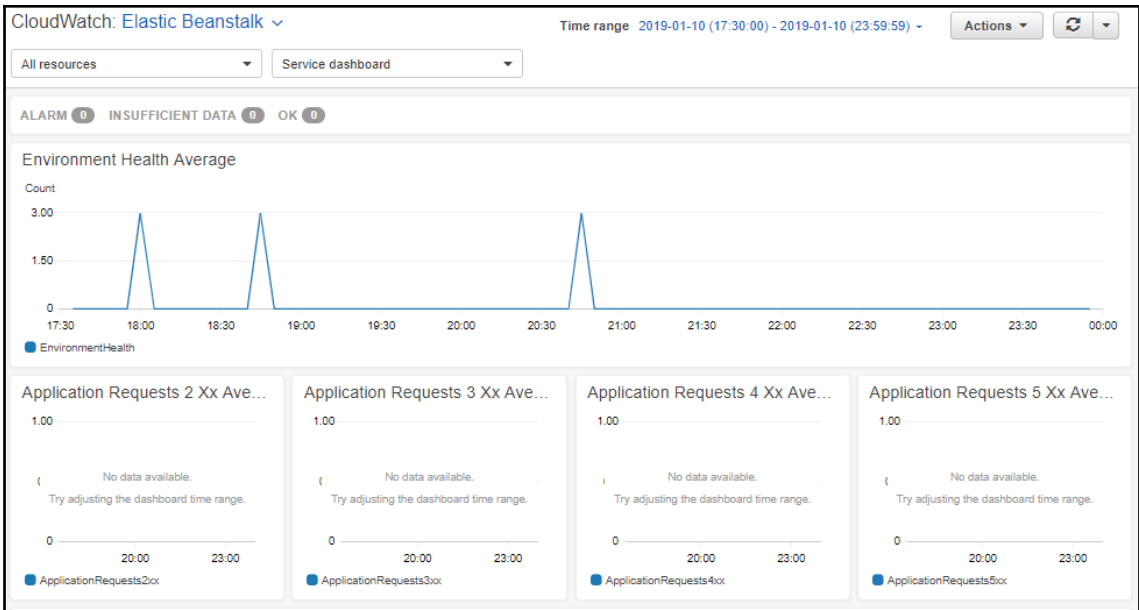 CloudWatch: Elastic Beanstalk
Time range 2019-01-10 (17:30:00) - 2019-01-10 (23:59:59)
Actions
All resources
Service dashboard
ALARM 0 INSUFFICIENT DATA 0 OK 0
Environment Health Average
Count
3.00
1.50
0
17:30 18:00 18:30 19:00 19:30 20:00 20:30 21:00 21:30 22:00 22:30 23:00 23:30 00:00
EnvironmentHealth
Application Requests 2 Xx Ave...
1.00
No data available.
Try adjusting the dashboard time range.
0
20:00 23:00
ApplicationRequests2xx
Application Requests 3 Xx Ave...
1.00
No data available.
Try adjusting the dashboard time range.
0
20:00 23:00
ApplicationRequests3xx
Application Requests 4 Xx Ave...
1.00
No data available.
Try adjusting the dashboard time range.
0
20:00 23:00
ApplicationRequests4xx
Application Requests 5 Xx Ave...
1.00
No data available.
Try adjusting the dashboard time range.
0
20:00 23:00
ApplicationRequests5xx